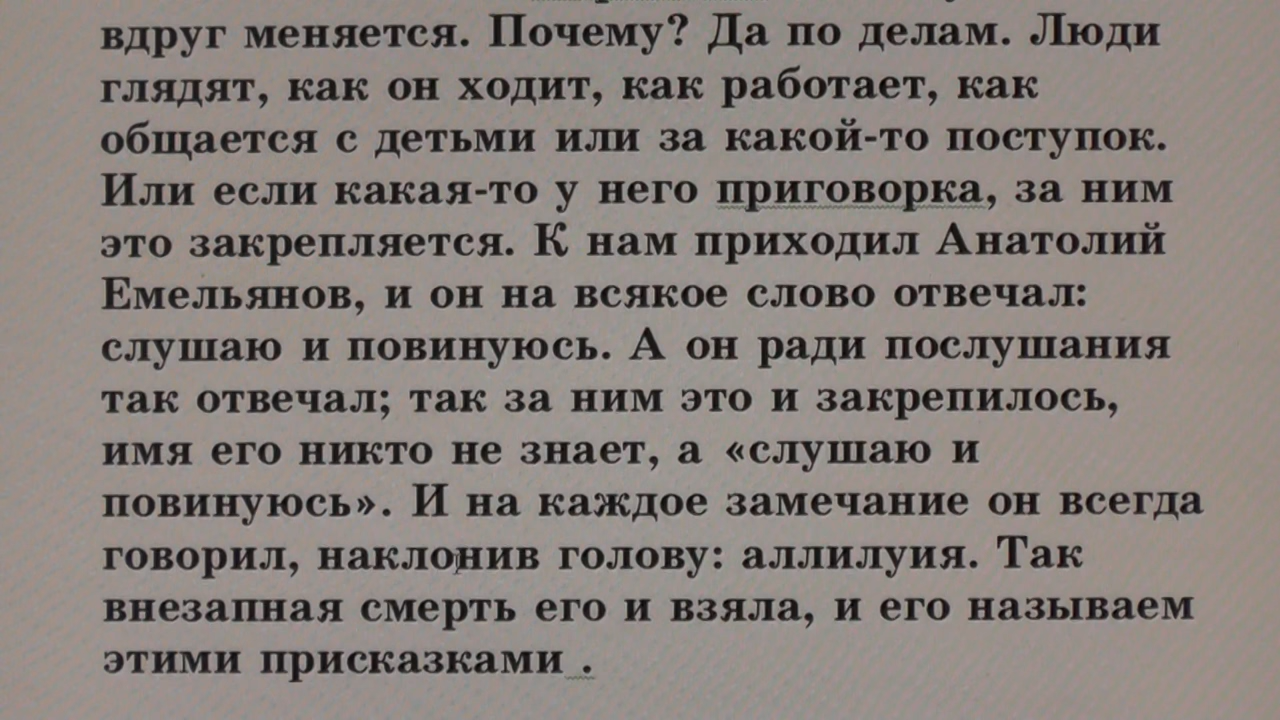 вдруг меняется. Почему? Да по делам. Люди
глядят, как он ходит, как работает, как
общается с детьми или за какой-то поступок.
Или если какая-то у него приговорка, за ним
это закрепляется. К нам приходил Анатолий
Емельянов, и он на всякое слово отвечал:
слушаю и повинуюсь. А он ради послушания
так отвечал; так за ним это и закрепилось,
имя его никто не знает, а «слушаю и
повинуюсь». И на каждое замечание он всегда
говорил, наклонив голову: аллилуия. Так
внезапная смерть его и взяла, и его называем
этими присказками .